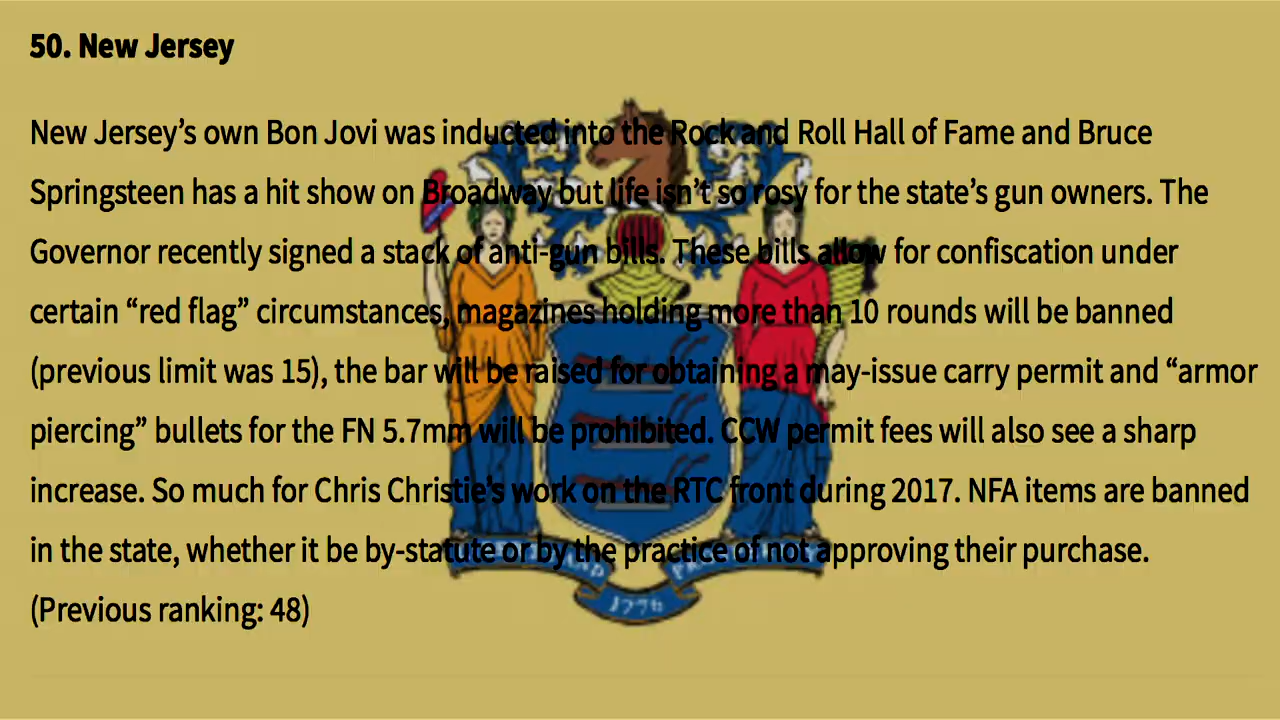 50. New Jersey
New Jersey’s own Bon Jovi was inducted into the Rock and Roll Hall of Fame and Bruce
Springsteen has a hit show on Broadway but life isn’t so rosy for the state’s gun owners. The
Governor recently signed a stack of anti-gun bills. These bills allow for confiscation under
certain “red flag” circumstances, magazines holding more than 10 rounds will be banned
(previous limit was 15), the bar will be raised for obtaining a may-issue carry permit and “armor
piercing” bullets for the FN 5.7mm will be prohibited. CCW permit fees will also see a sharp
increase. So much for Chris Christie’s work on the RTC front during 2017. NFA items are banned
in the state, whether it be by-statute or by the practice of not approving their purchase.
1776
(Previous ranking: 48)